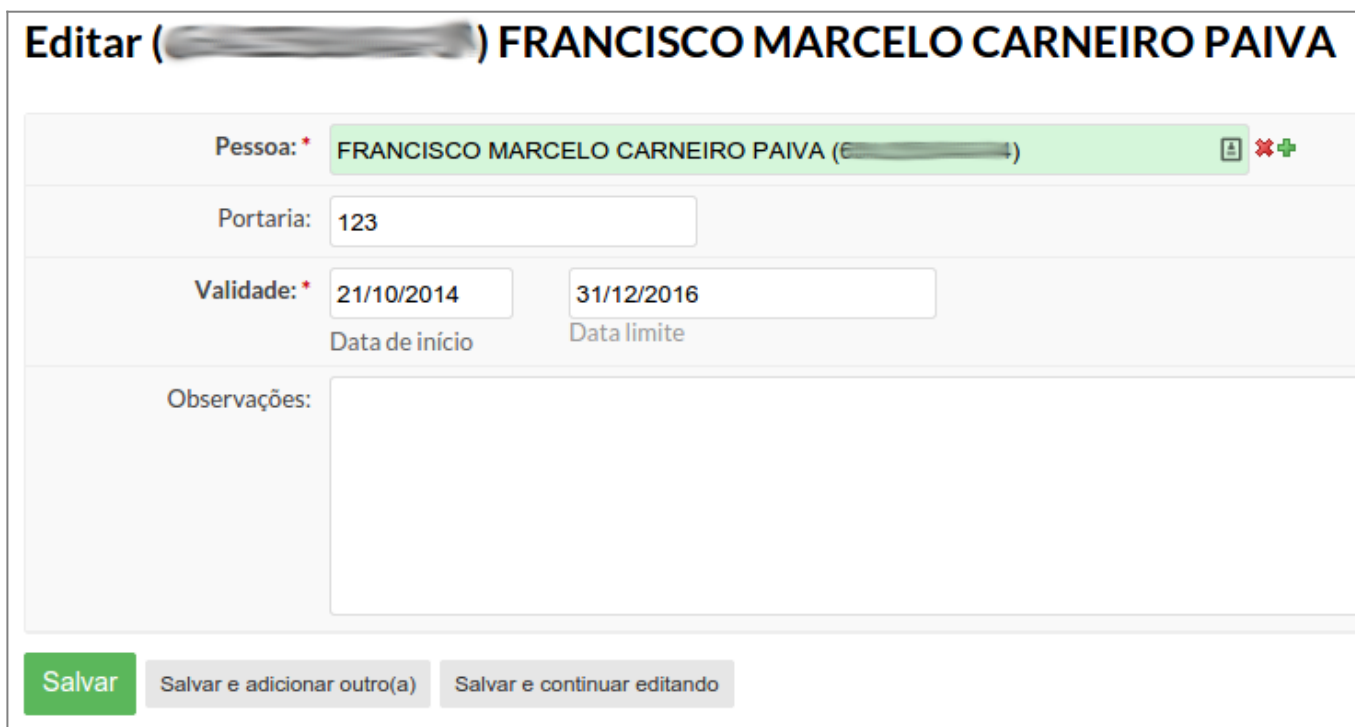 Editar ( ) FRANCISCO MARCELO CARNEIRO PAIVA
Pessoa: * FRANCISCO MARCELO CARNEIRO PAIVA ( )
Portaria: 123
Validade: * 21/10/2014 31/12/2016
Data de início Data limite
Observações:
Salvar Salvar e adicionar outro(a) Salvar e continuar editando